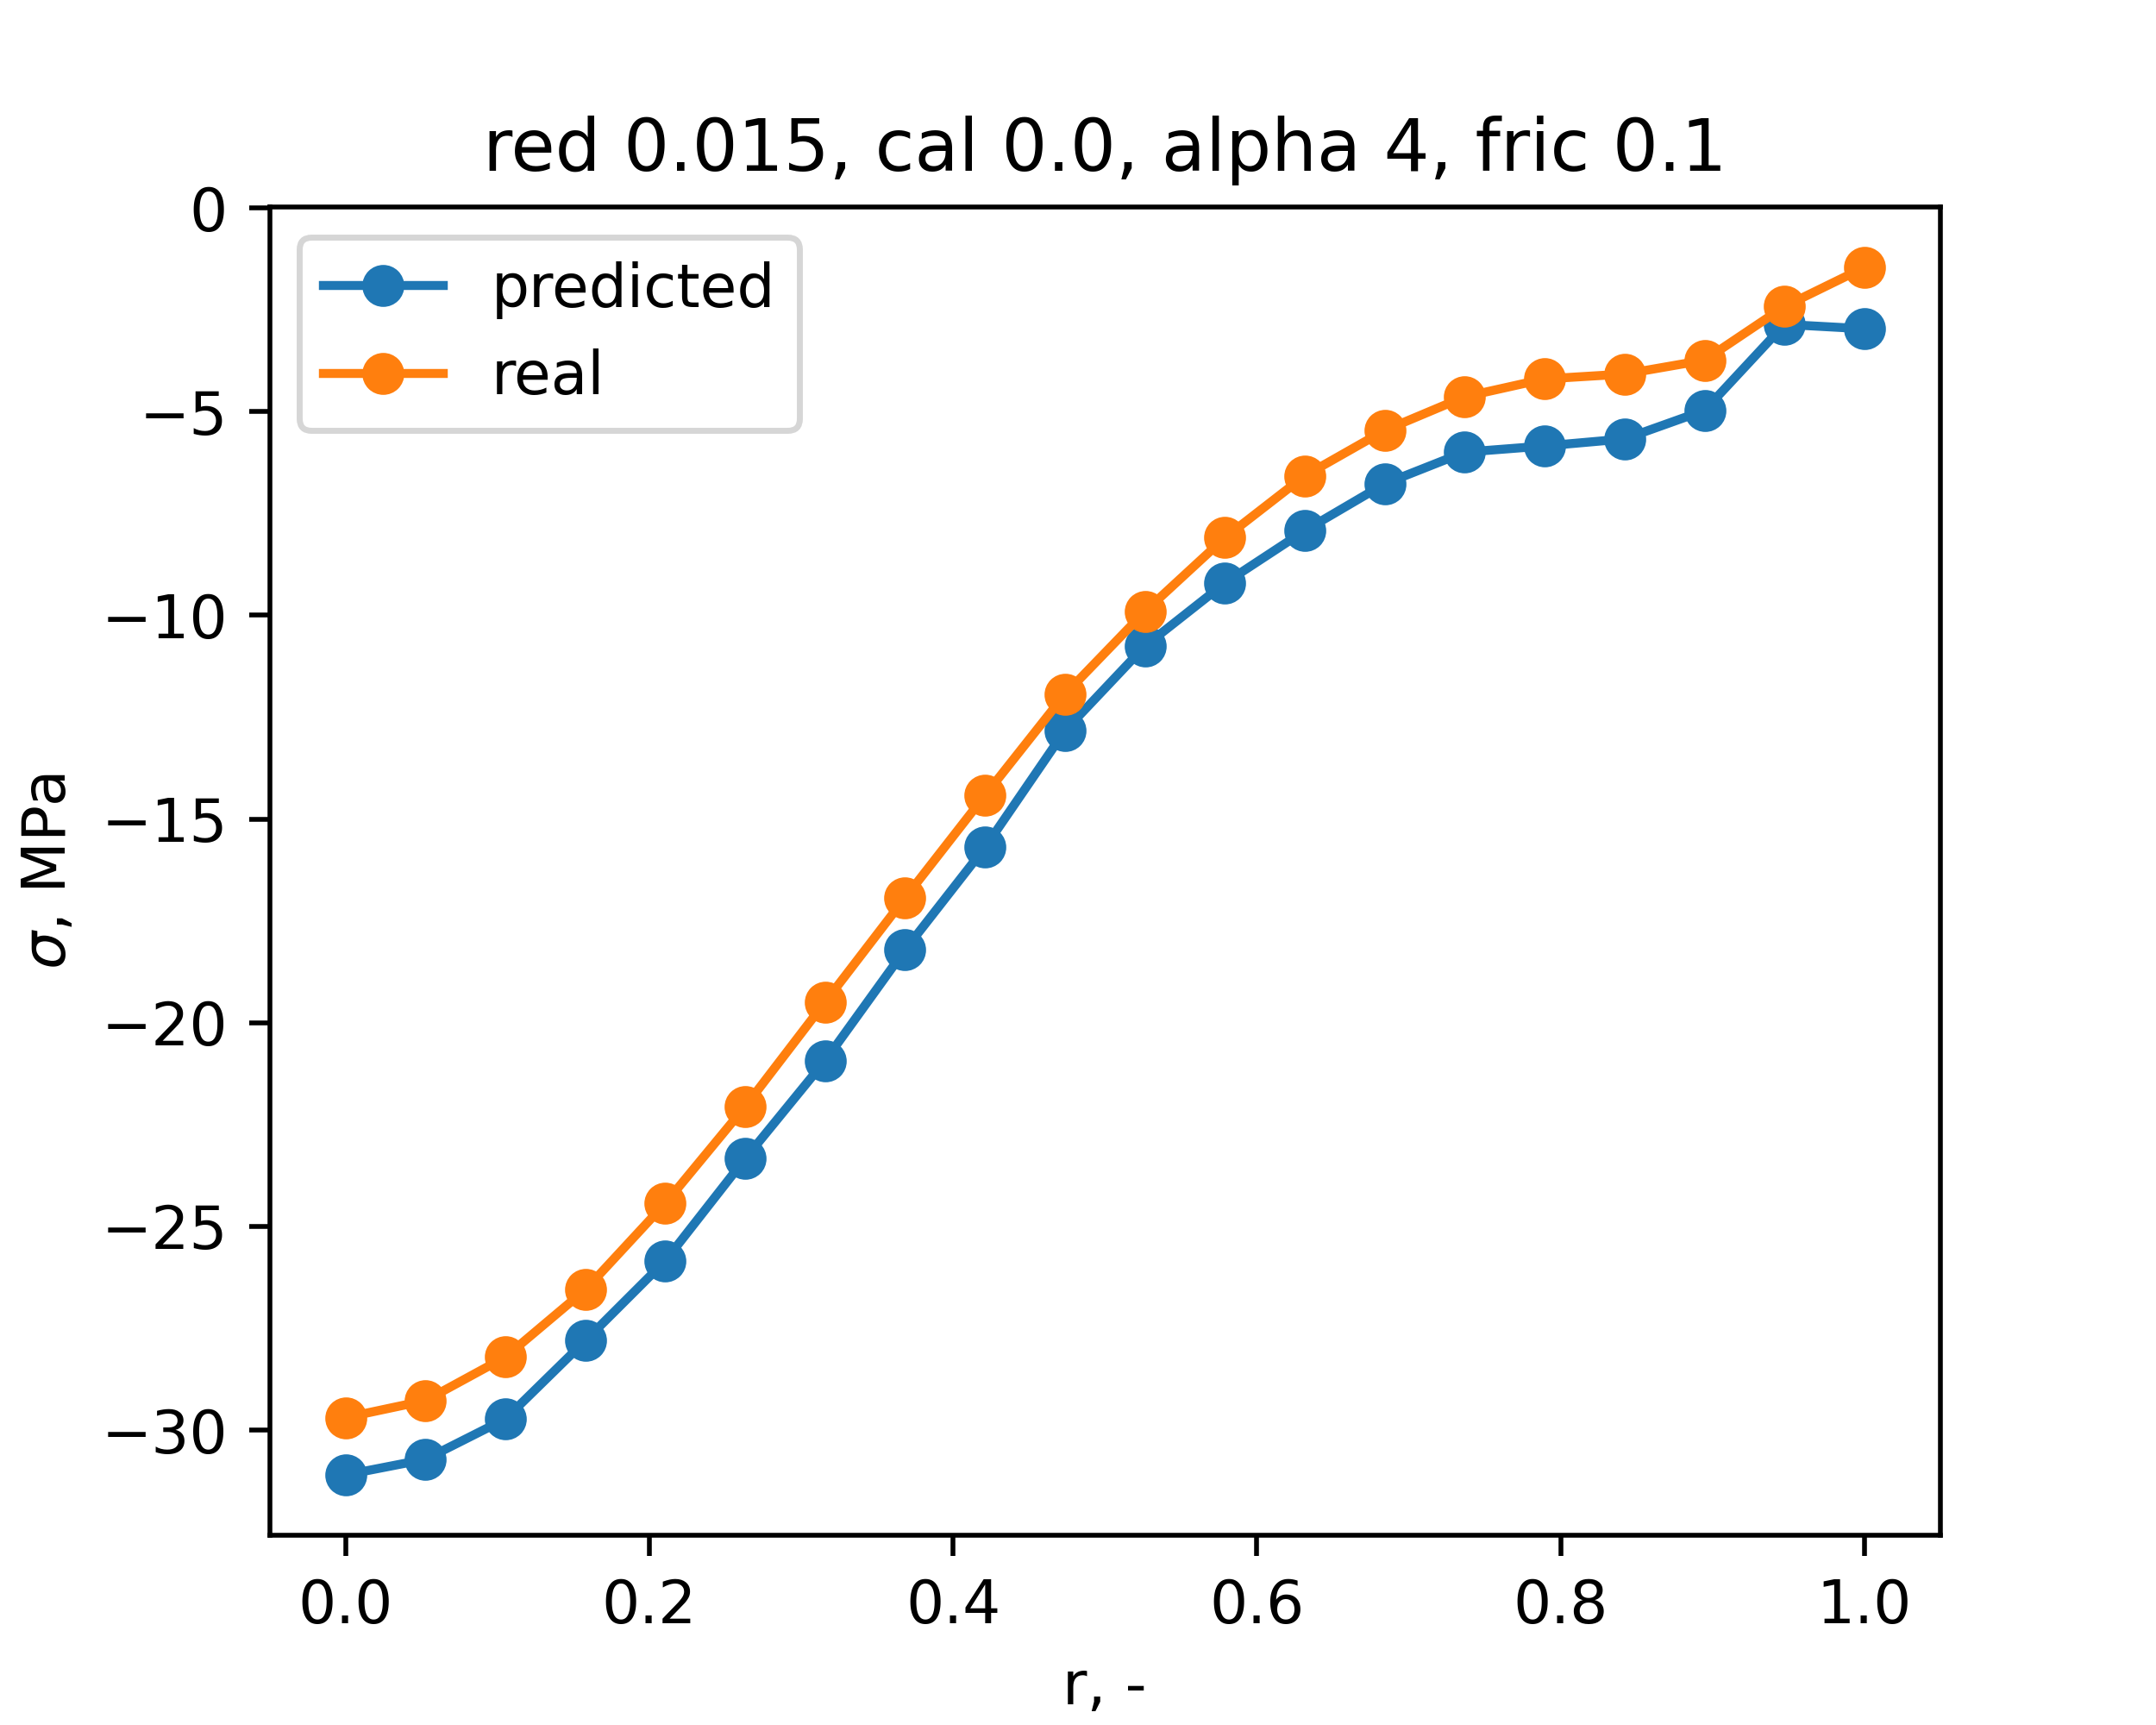 red 0.015, cal 0.0, alpha 4, fric 0.1
predicted
real
0
−5
−10
−15
−20
−25
−30
σ, MPa
0.0 0.2 0.4 0.6 0.8 1.0
r, -